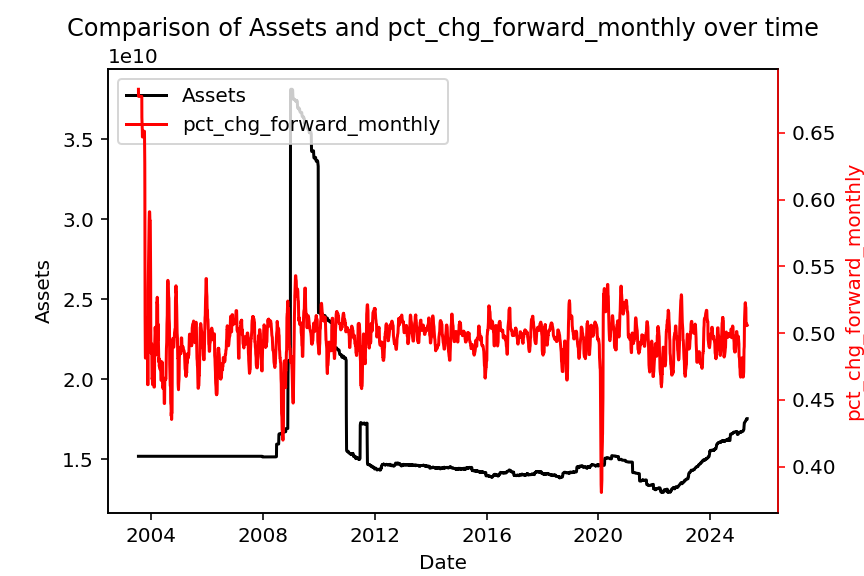 Comparison of Assets and pct_chg_forward_monthly over time
1e10
Assets
pct_chg_forward_monthly
3.5
3.0
2.5
2.0
1.5
Assets
0.65
0.60
0.55
0.50
0.45
0.40
pct_chg_forward_monthly
2004 2008 2012 2016 2020 2024
Date